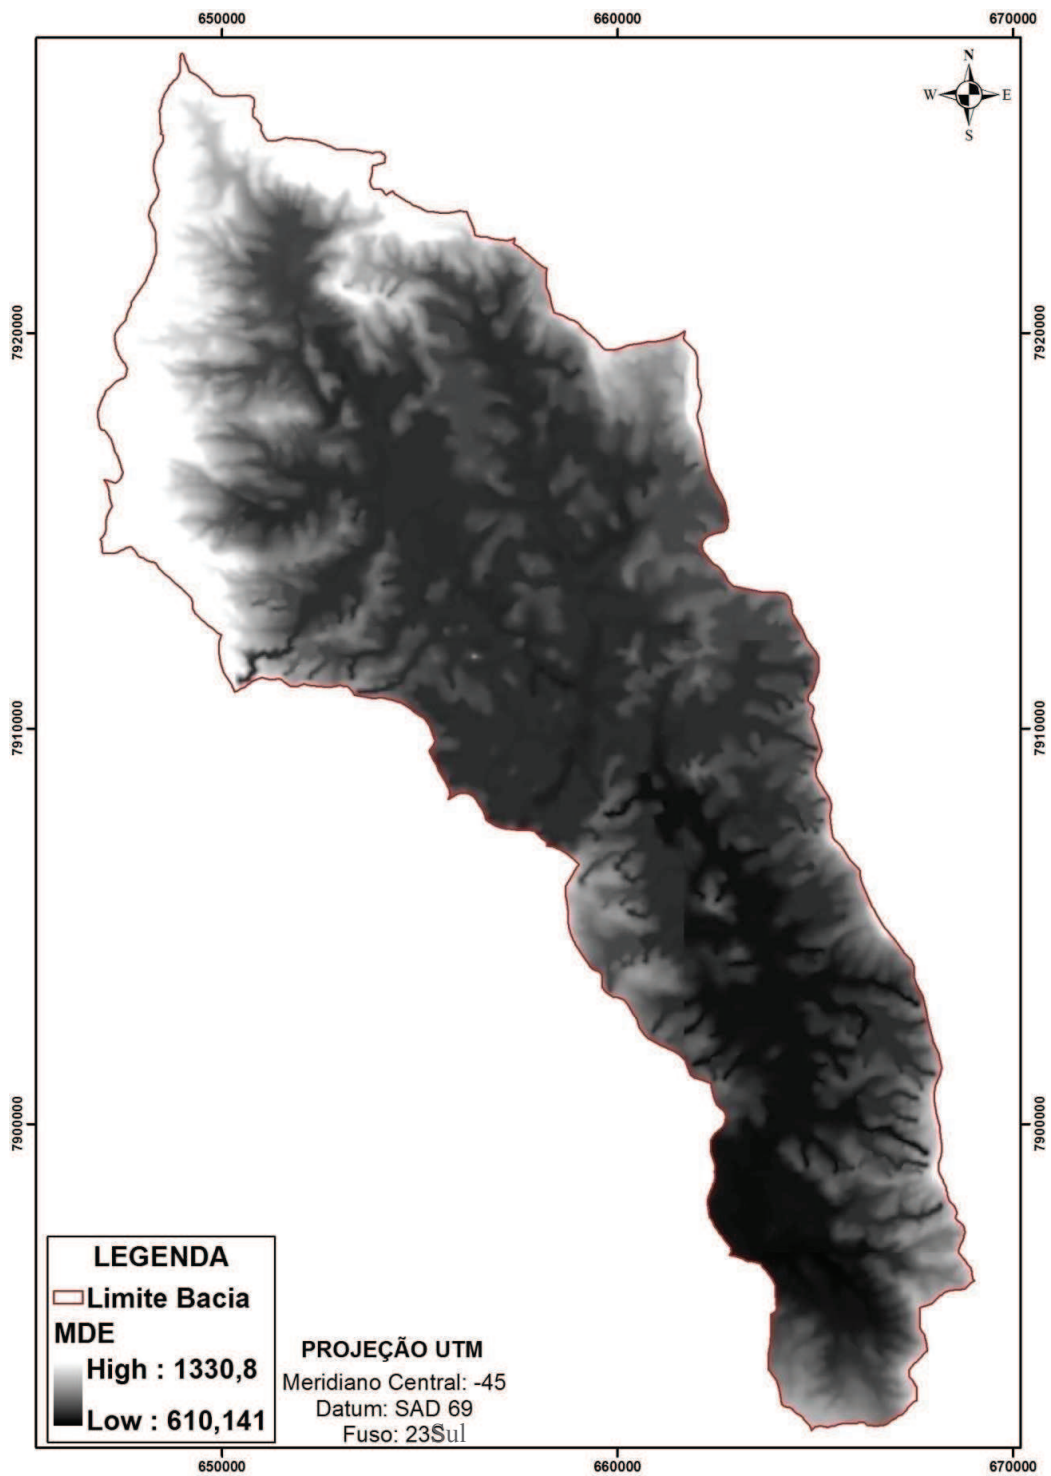 650000 660000 670000
N
W E
S
7920000 7920000
7910000 7910000
7900000 7900000
LEGENDA
Limite Bacia
MDE
High : 1330,8
Low : 610,141
PROJEÇÃO UTM
Meridiano Central: -45
Datum: SAD 69
Fuso: 23Sul
650000 660000 670000